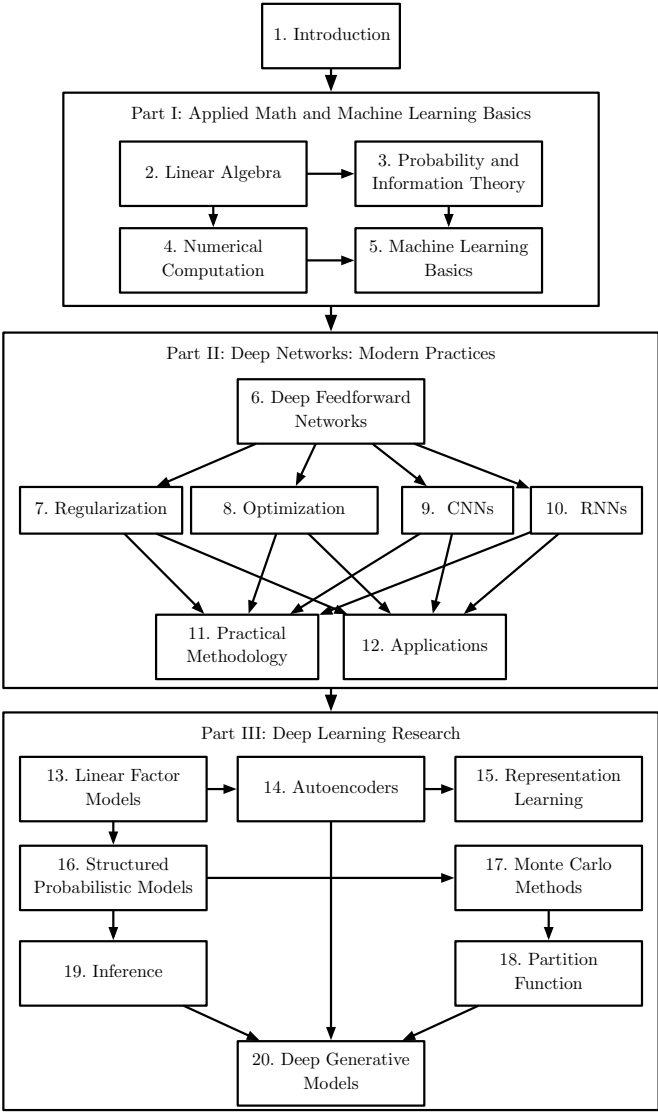 1. Introduction
Part I: Applied Math and Machine Learning Basics
2. Linear Algebra
3. Probability and
Information Theory
4. Numerical
Computation
5. Machine Learning
Basics
Part II: Deep Networks: Modern Practices
6. Deep Feedforward
Networks
7. Regularization
8. Optimization
9. CNNs
10. RNNs
11. Practical
Methodology
12. Applications
Part III: Deep Learning Research
13. Linear Factor
Models
14. Autoencoders
15. Representation
Learning
16. Structured
Probabilistic Models
17. Monte Carlo
Methods
19. Inference
18. Partition
Function
20. Deep Generative
Models